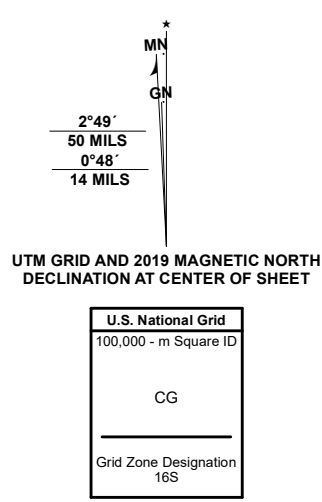 ★
MN
GN
2°49´
50 MILS
0°48´
14 MILS
UTM GRID AND 2019 MAGNETIC NORTH
DECLINATION AT CENTER OF SHEET
U.S. National Grid
100,000 - m Square ID
CG
Grid Zone Designation
16S